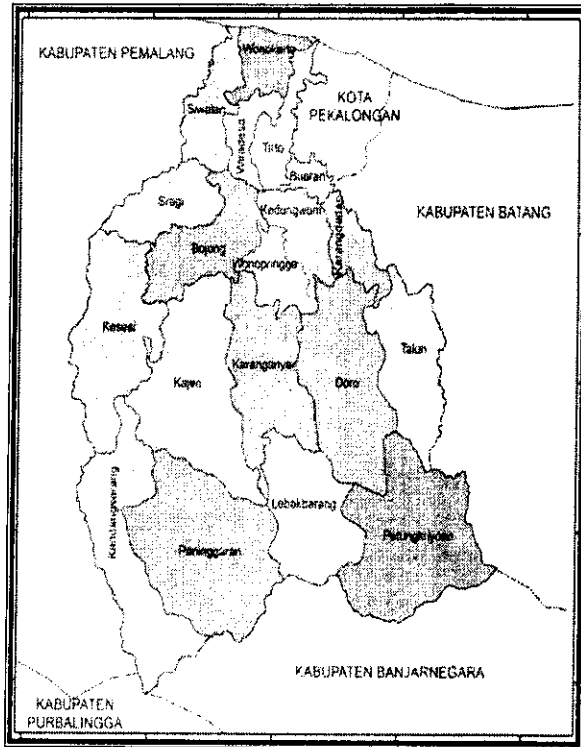 KABUPATEN PEMALANG
Wonokerto
KOTA
PEKALONGAN
Siwalan
Wiradesa
Tirto
Buaran
Sragi
Kedungwuni
KABUPATEN BATANG
Karangdadap
Bojong
Wonopringgo
Kesesi
Karanganyar
Talun
Kajen
Doro
Lebakbarang
Kandangserang
Paninggaran
Petungkriyono
KABUPATEN BANJARNEGARA
KABUPATEN
PURBALINGGA